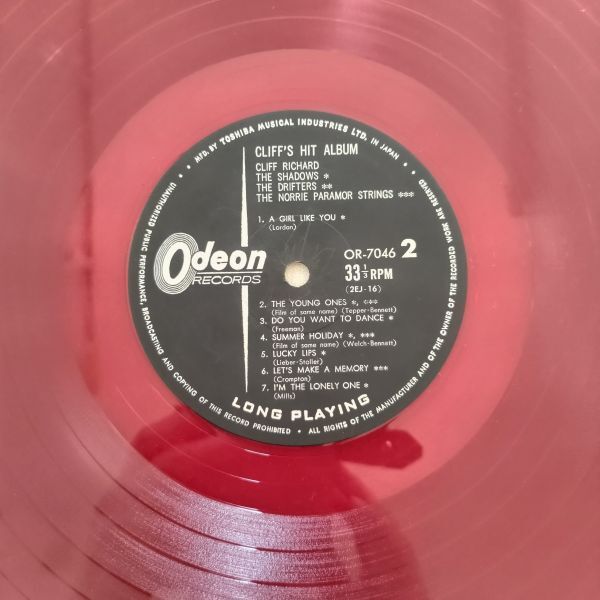 MFD. BY TOSHIBA MUSICAL INDUSTRIES LTD. IN JAPAN •
CLIFF'S HIT ALBUM
CLIFF RICHARD
THE SHADOWS *
THE DRIFTERS **
THE NORRIE PARAMOR STRINGS ***
1. A GIRL LIKE YOU *
(Lordan)
Odeon
RECORDS
OR-7046 2
33 1/3 RPM
(2EJ-16)
2. THE YOUNG ONES *, ***
(Film of same name) (Tepper-Bennett)
3. DO YOU WANT TO DANCE *
(Freeman)
4. SUMMER HOLIDAY *, ***
(Film of same name) (Welch-Bennett)
5. LUCKY LIPS *
(Lieber-Stoller)
6. LET'S MAKE A MEMORY ***
(Crompton)
7. I'M THE LONELY ONE *
(Mills)
LONG PLAYING
UNAUTHORIZED PUBLIC PERFORMANCE, BROADCASTING AND COPYING OF THIS RECORD PROHIBITED • ALL RIGHTS OF THE MANUFACTURER AND OF THE OWNER OF THE RECORDED WORK ARE RESERVED